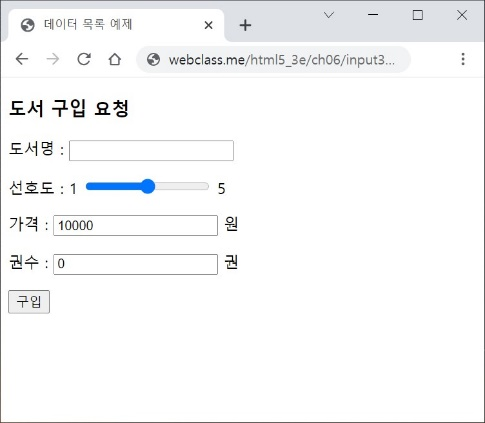 데이터 목록 예제
webclass.me/html5_3e/ch06/input3...
도서 구입 요청
도서명 :
선호도 : 1 5
가격 : 10000 원
권수 : 0 권
구입